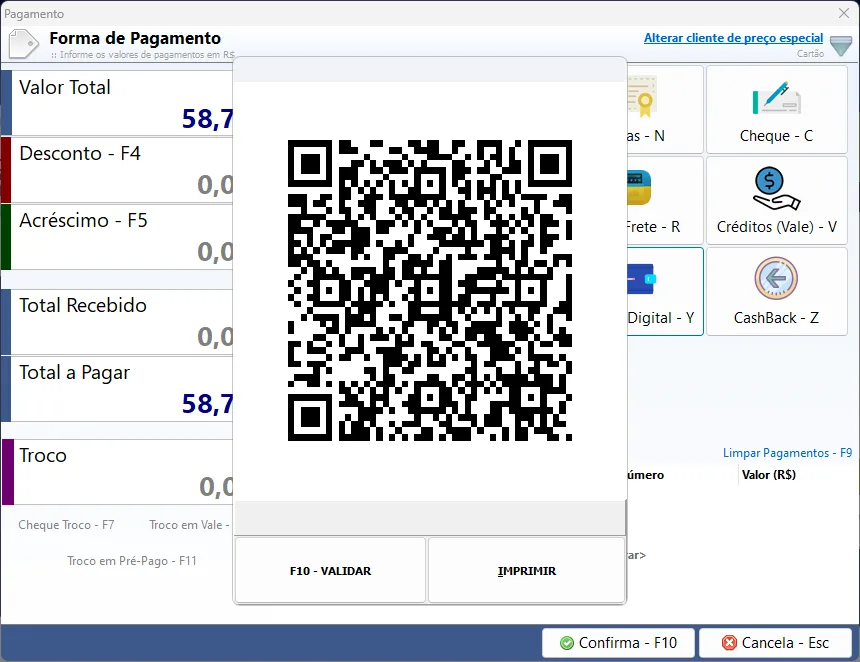 Pagamento
Forma de Pagamento
:: Informe os valores de pagamentos em R$
Alterar cliente de preço especial
Cartão
Valor Total
58,7
Desconto - F4
0,0
Acréscimo - F5
0,0
Total Recebido
0,0
Total a Pagar
58,7
Troco
0,0
Cheque Troco - F7
Troco em Vale -
Troco em Pré-Pago - F11
as - N
Cheque - C
Frete - R
Créditos (Vale) - V
Digital - Y
CashBack - Z
Limpar Pagamentos - F9
úmero
Valor (R$)
ar>
F10 - VALIDAR
IMPRIMIR
Confirma - F10
Cancela - Esc